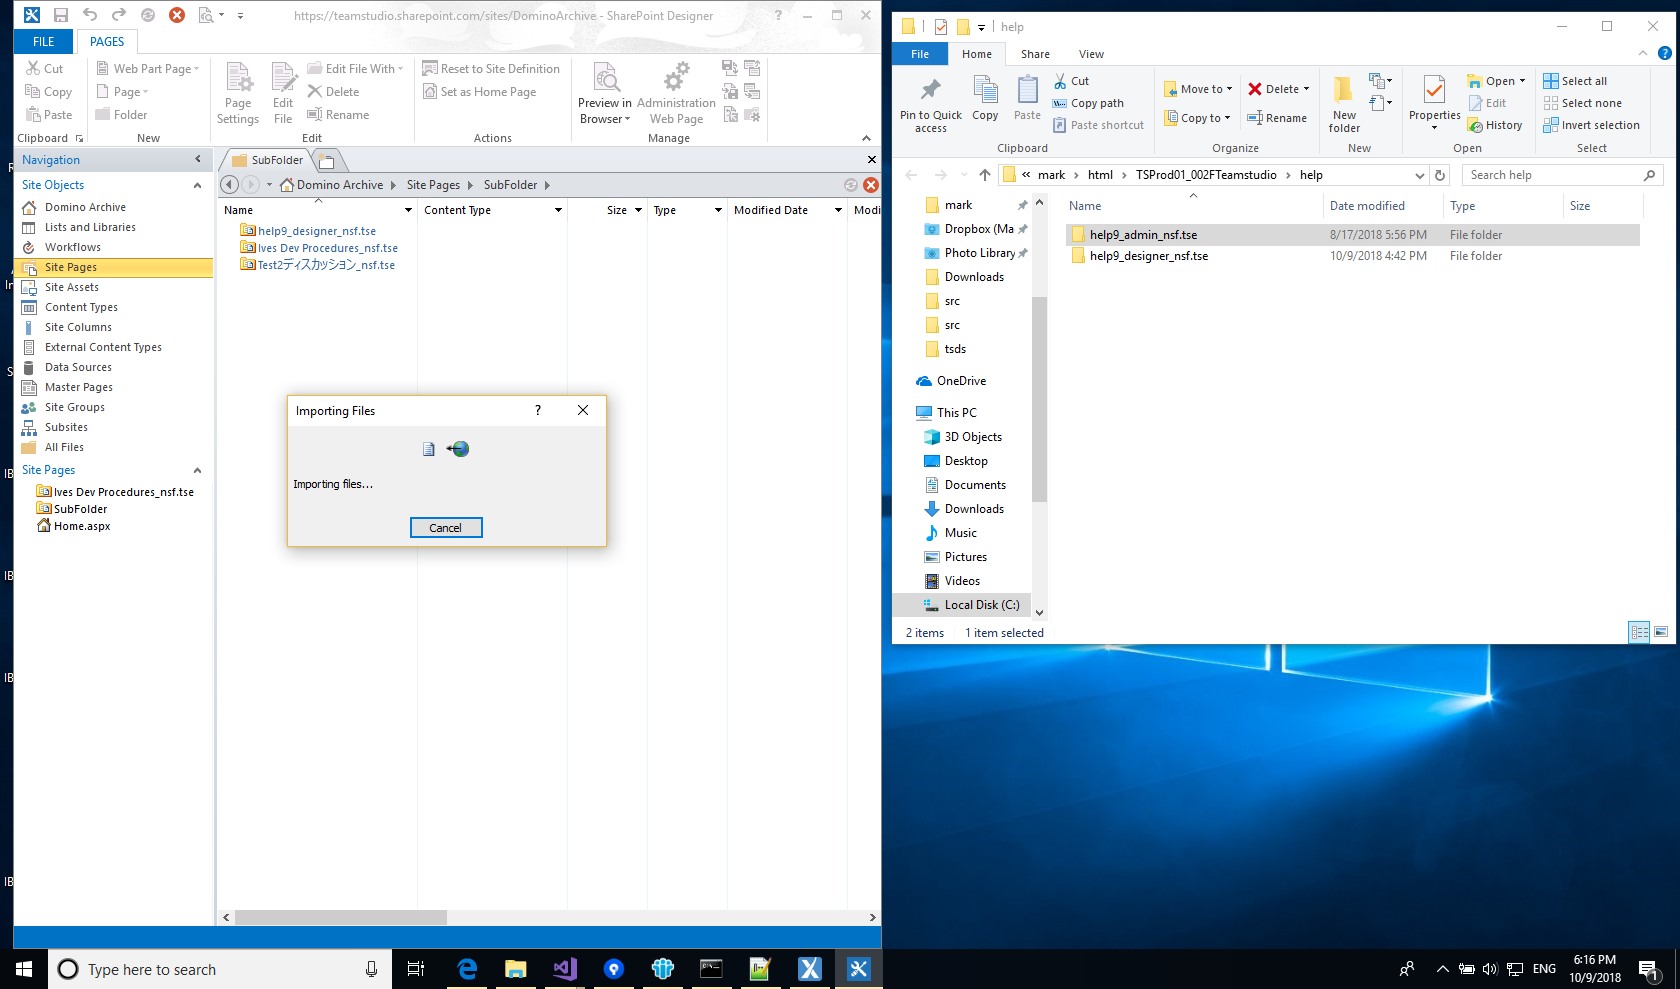 https://teamstudio.sharepoint.com/sites/DominoArchive - SharePoint Designer
FILE
PAGES
Cut
Copy
Paste
Clipboard
Web Part Page
Page
Folder
New
Page Settings
Edit File
Edit File With
Delete
Rename
Edit
Reset to Site Definition
Set as Home Page
Actions
Preview in Browser
Administration Web Page
Manage
Navigation
Site Objects
Domino Archive
Lists and Libraries
Workflows
Site Pages
Site Assets
Content Types
Site Columns
External Content Types
Data Sources
Master Pages
Site Groups
Subsites
All Files
Site Pages
Ives Dev Procedures_nsf.tse
SubFolder
Home.aspx
SubFolder
Domino Archive
Site Pages
SubFolder
Name
Content Type
Size
Type
Modified Date
Modi
help9_designer_nsf.tse
Ives Dev Procedures_nsf.tse
Test2ディスカッション_nsf.tse
Importing Files
?
Importing files...
Cancel
help
File
Home
Share
View
Pin to Quick access
Copy
Paste
Cut
Copy path
Paste shortcut
Clipboard
Move to
Copy to
Delete
Rename
Organize
New folder
New
Properties
Open
Edit
History
Open
Select all
Select none
Invert selection
Select
« mark
html
TSProd01_002FTeamstudio
help
Search help
mark
Dropbox (Ma
Photo Library
Downloads
src
src
tsds
OneDrive
This PC
3D Objects
Desktop
Documents
Downloads
Music
Pictures
Videos
Local Disk (C:)
Name
Date modified
Type
Size
help9_admin_nsf.tse
8/17/2018 5:56 PM
File folder
help9_designer_nsf.tse
10/9/2018 4:42 PM
File folder
2 items
1 item selected
In
IB
IB
IB
IB
Type here to search
ENG
6:16 PM
10/9/2018
1